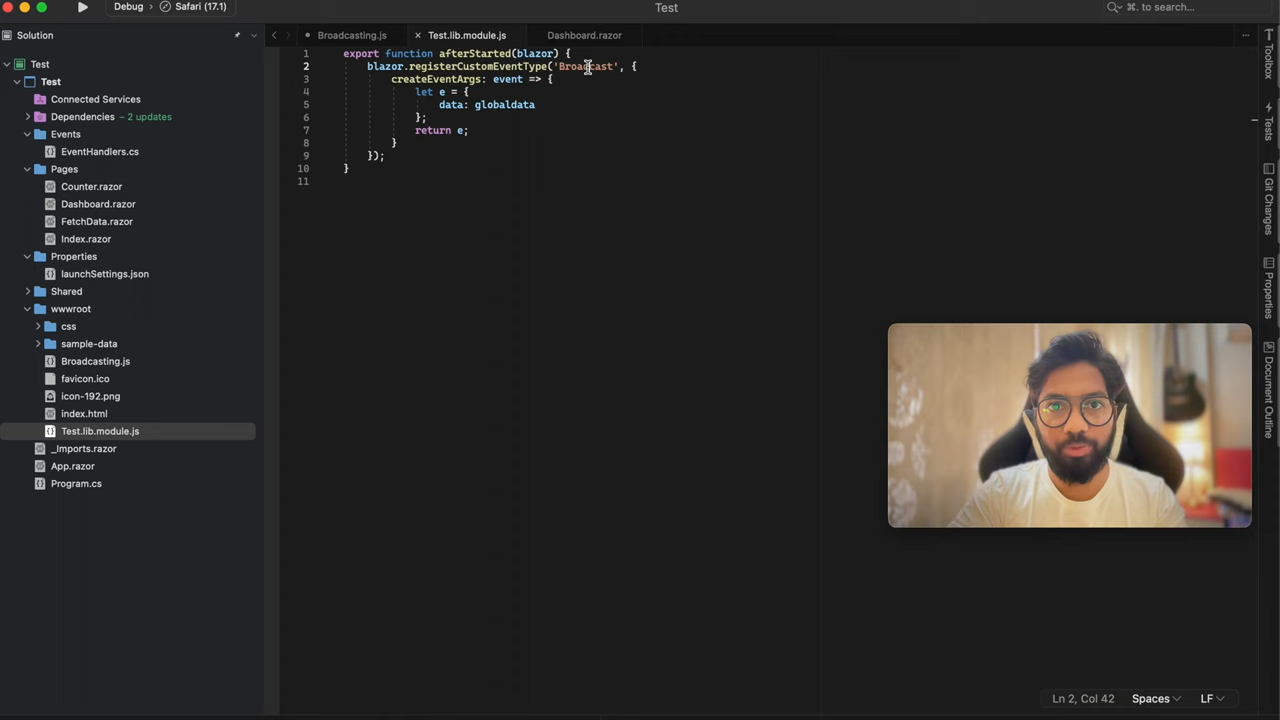 Debug
Safari (17.1)
Test
⌘. to search...
Solution
Broadcasting.js
Test.lib.module.js
Dashboard.razor
Test
Test
Connected Services
Dependencies – 2 updates
Events
EventHandlers.cs
Pages
Counter.razor
Dashboard.razor
FetchData.razor
Index.razor
Properties
launchSettings.json
Shared
wwwroot
css
sample-data
Broadcasting.js
favicon.ico
icon-192.png
index.html
Test.lib.module.js
_Imports.razor
App.razor
Program.cs
1 export function afterStarted(blazor) {
2 blazor.registerCustomEventType('Broadcast', {
3 createEventArgs: event => {
4 let e = {
5 data: globaldata
6 };
7 return e;
8 }
9 });
10 }
11
Toolbox
Tests
Git Changes
Properties
Document Outline
Ln 2, Col 42
Spaces
LF